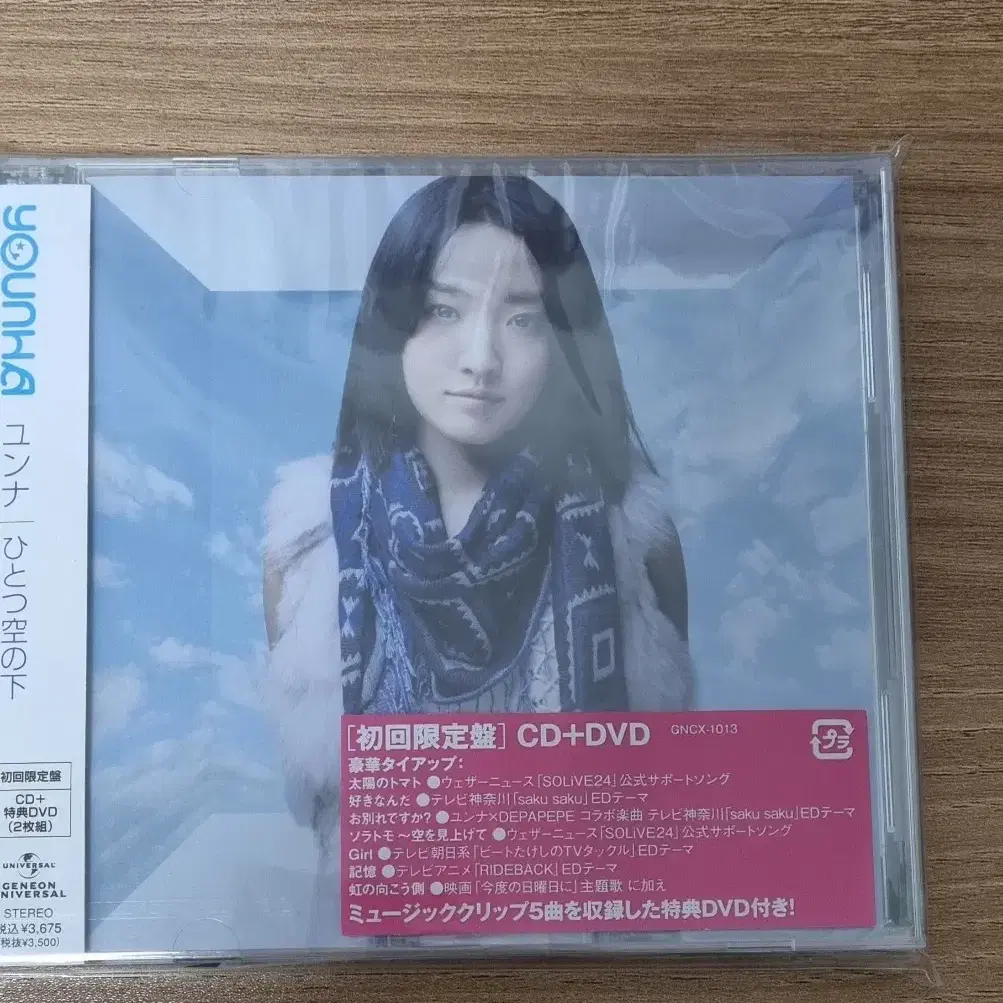 younha
ユンナ|ひとつ空の下
初回限定盤
CD+
特典DVD
(2枚組)
UNIVERSAL
GENEON
UNIVERSAL
STEREO
税込¥3,675
(税抜¥3,500)
[初回限定盤] CD+DVD GNCX-1013
プラ
豪華タイアップ:
太陽のトマト ●ウェザーニュース「SOLiVE24」公式サポートソング
好きなんだ ●テレビ神奈川「saku saku」EDテーマ
お別れですか? ●ユンナ×DEPAPEPE コラボ楽曲 テレビ神奈川「saku saku」EDテーマ
ソラトモ 〜空を見上げて ●ウェザーニュース「SOLiVE24」公式サポートソング
Girl ●テレビ朝日系「ビートたけしのTVタックル」EDテーマ
記憶 ●テレビアニメ「RIDEBACK」EDテーマ
虹の向こう側 ●映画「今度の日曜日に」主題歌 に加え
ミュージッククリップ5曲を収録した特典DVD付き!